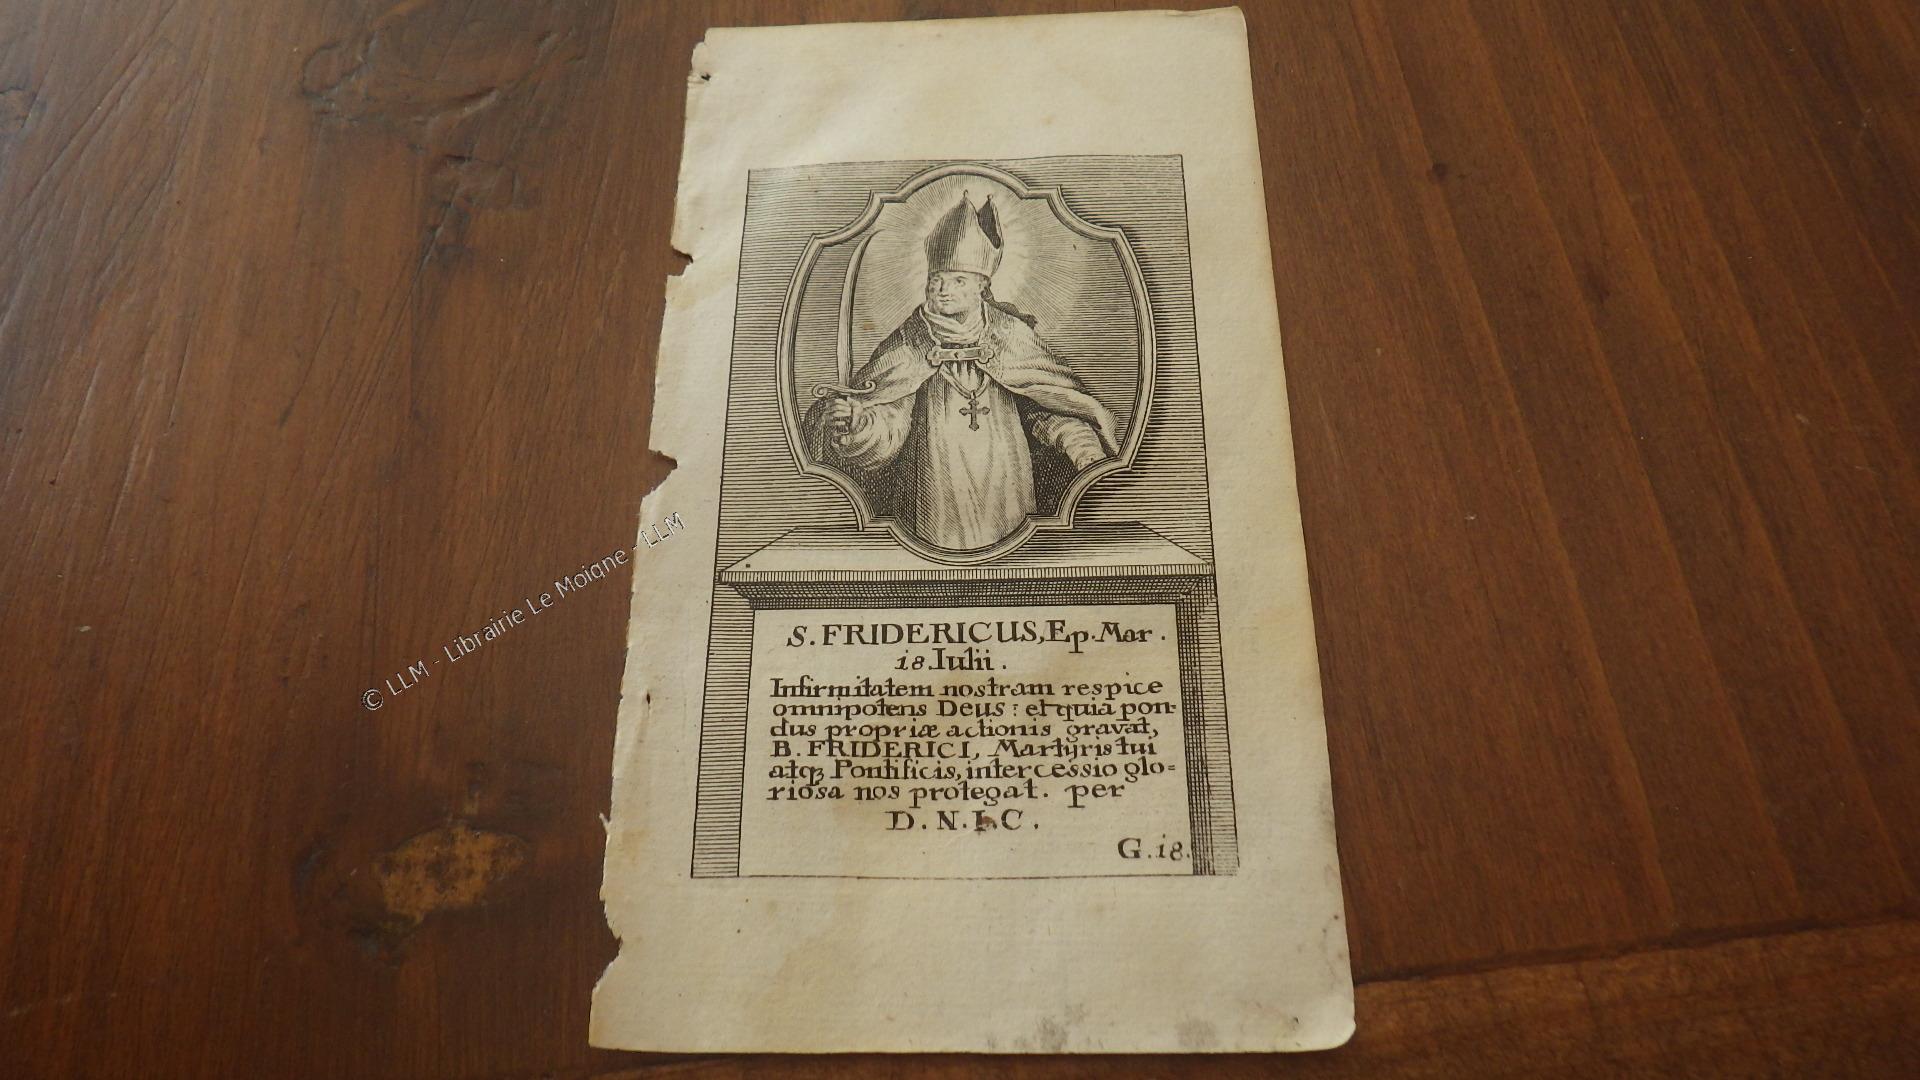 S. FRIDERICUS, Ep. Mar.
18. Iulii.
Infirmitatem nostram respice
omnipotens Deus: et quia pon-
dus propriæ actionis gravat,
B. FRIDERICI, Martyris tui
atqꝫ Pontificis, intercessio glo=
riosa nos protegat. per
D. N. I. C.
G. 18.
© LLM - Librairie Le Moigne - LLM